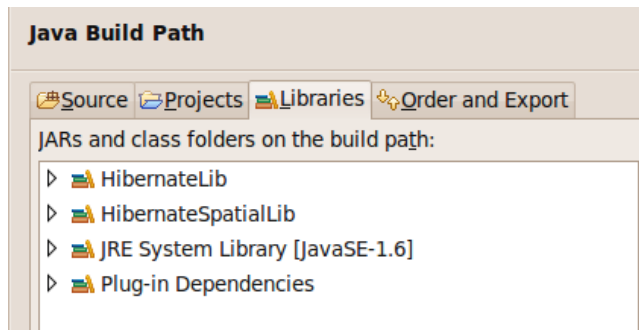 Java Build Path
Source Projects Libraries Order and Export
JARs and class folders on the build path:
HibernateLib
HibernateSpatialLib
JRE System Library [JavaSE-1.6]
Plug-in Dependencies